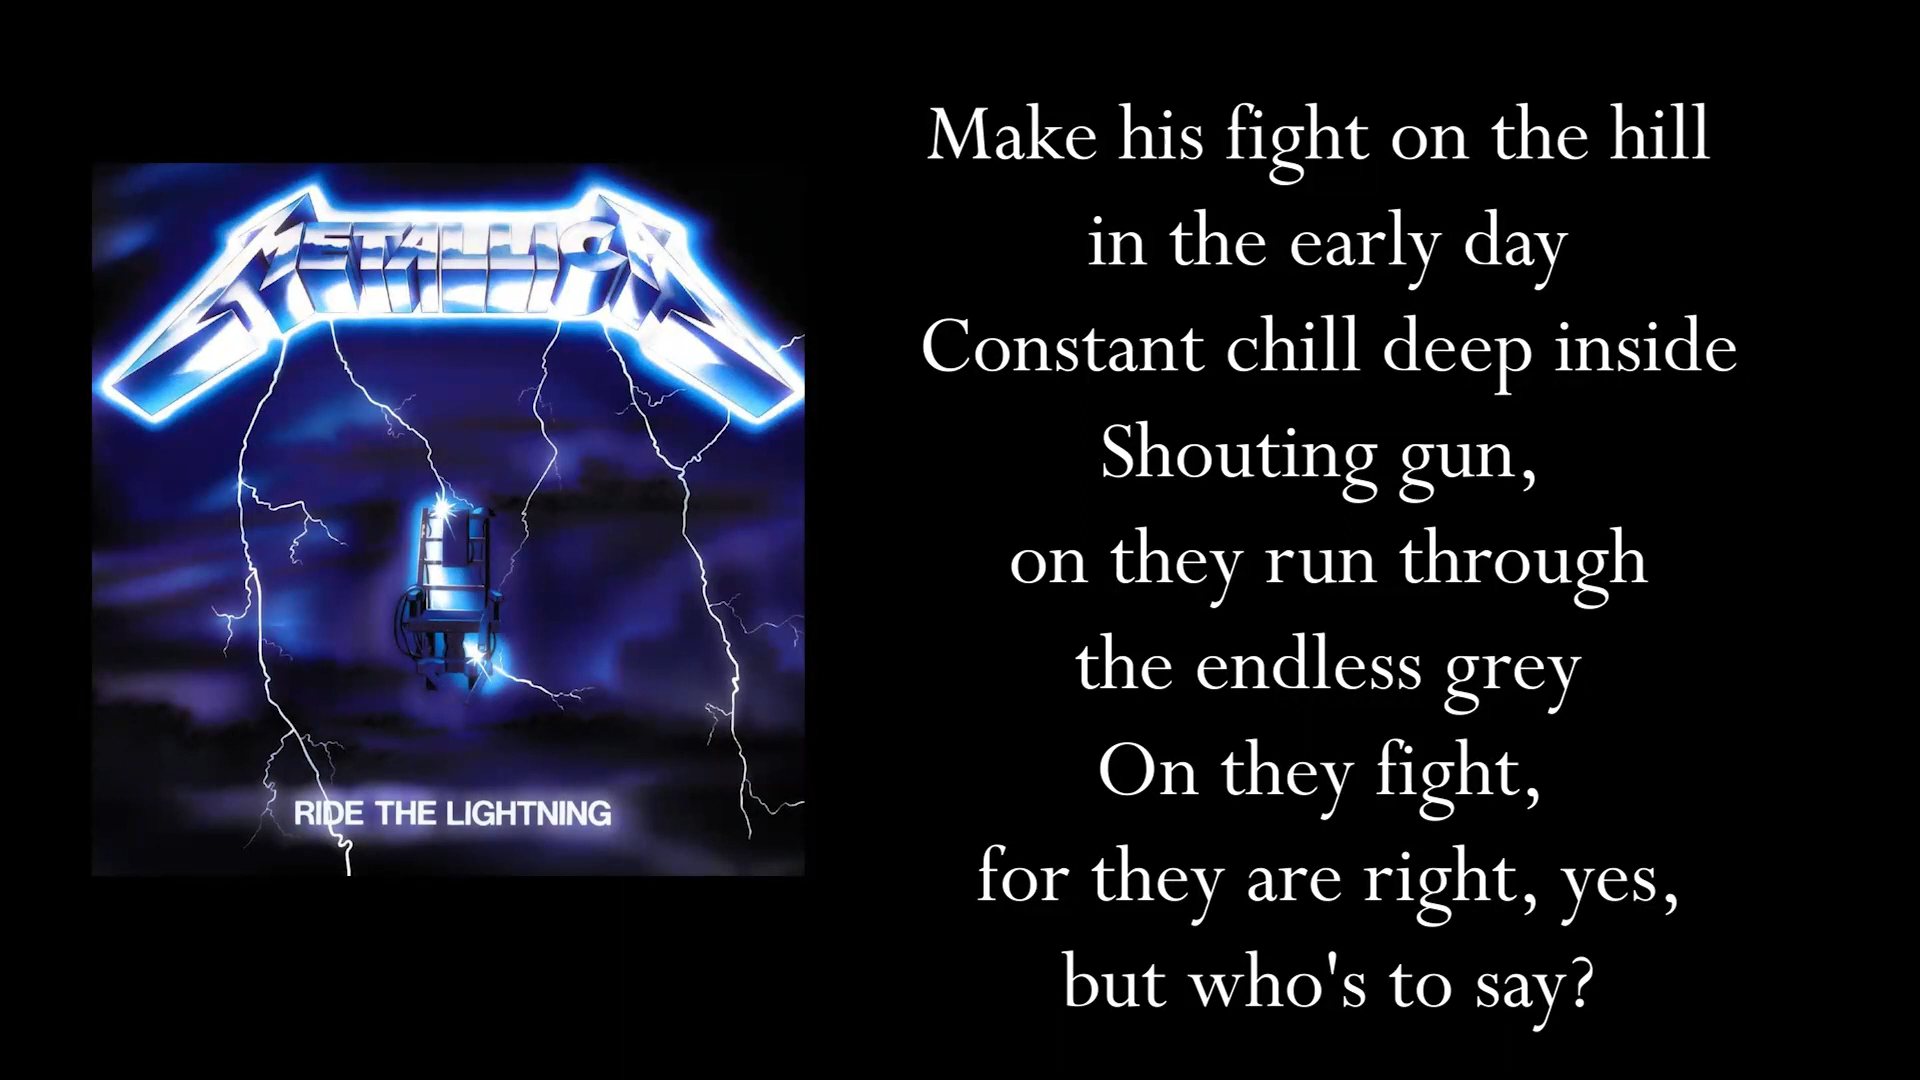 METALLICA
RIDE THE LIGHTNING
Make his fight on the hill
in the early day
Constant chill deep inside
Shouting gun,
on they run through
the endless grey
On they fight,
for they are right, yes,
but who's to say?